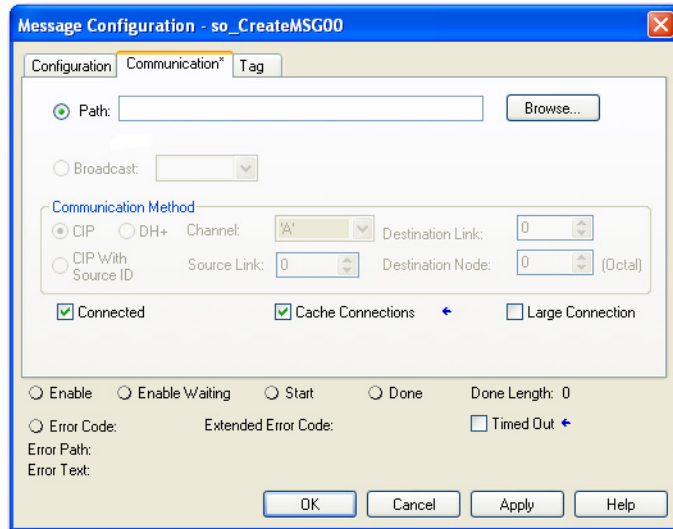 Message Configuration - so_CreateMSG00
Configuration Communication* Tag
Path: Browse...
Broadcast:
Communication Method
CIP DH+ Channel: 'A' Destination Link: 0
CIP With Source ID Source Link: 0 Destination Node: 0 (Octal)
Connected Cache Connections Large Connection
Enable Enable Waiting Start Done Done Length: 0
Error Code: Extended Error Code: Timed Out
Error Path:
Error Text:
OK Cancel Apply Help